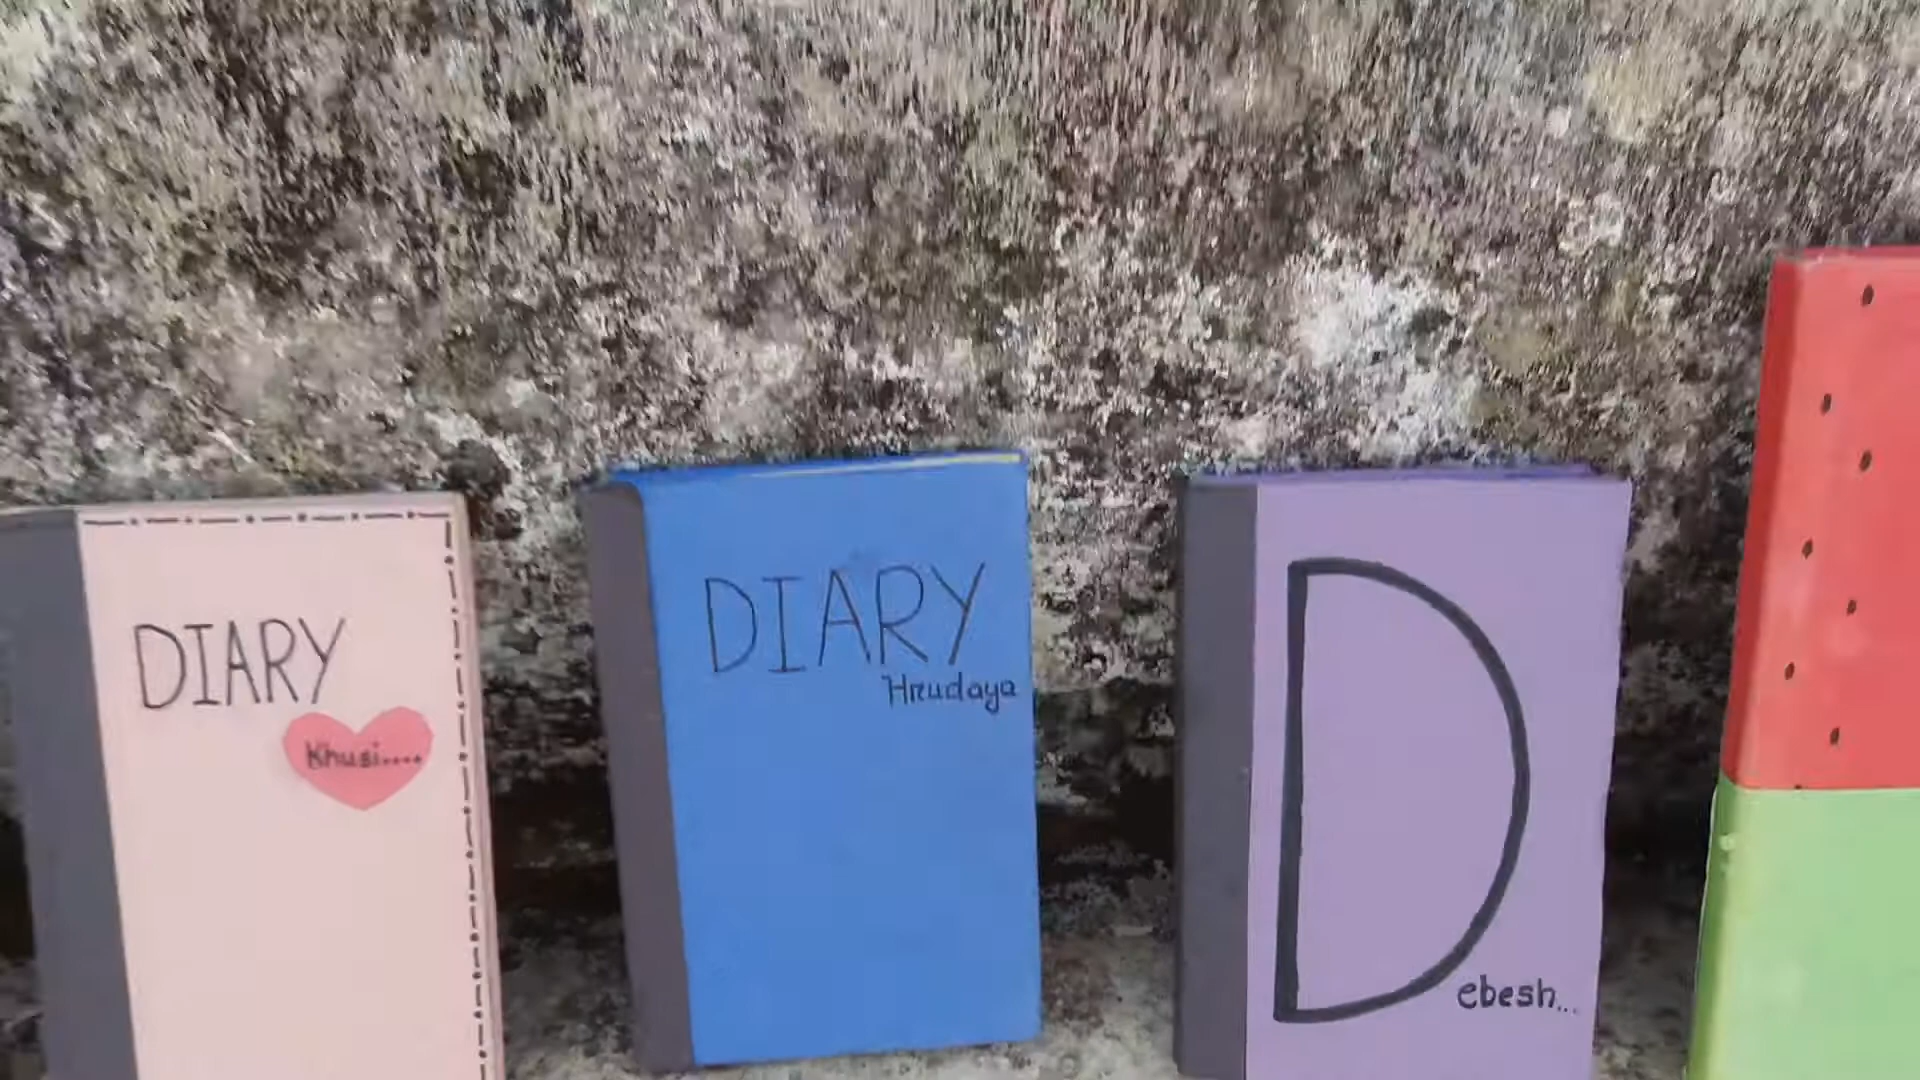 DIARY
Khusi....
DIARY
Hrudaya
D
ebesh...